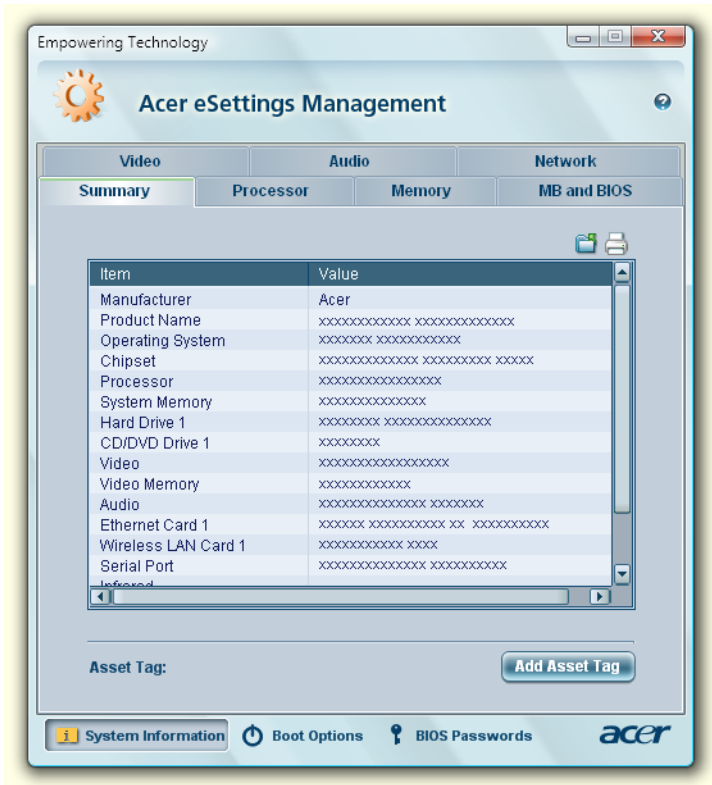 Empowering Technology
Acer eSettings Management
Video Audio Network
Summary Processor Memory MB and BIOS
Item Value
Manufacturer Acer
Product Name xxxxxxxxxxxx xxxxxxxxxxxxx
Operating System xxxxxxx xxxxxxxxxxx
Chipset xxxxxxxxxxxxx xxxxxxxxx xxxxx
Processor xxxxxxxxxxxxxxxx
System Memory xxxxxxxxxxxxxx
Hard Drive 1 xxxxxxxx xxxxxxxxxxxxxx
CD/DVD Drive 1 xxxxxxxx
Video xxxxxxxxxxxxxxxxx
Video Memory xxxxxxxxxxxx
Audio xxxxxxxxxxxxxx xxxxxxx
Ethernet Card 1 xxxxxx xxxxxxxxxx xx xxxxxxxxxx
Wireless LAN Card 1 xxxxxxxxxxx xxxx
Serial Port xxxxxxxxxxxxxx xxxxxxxxxx
Infrared
Asset Tag: Add Asset Tag
System Information Boot Options BIOS Passwords acer